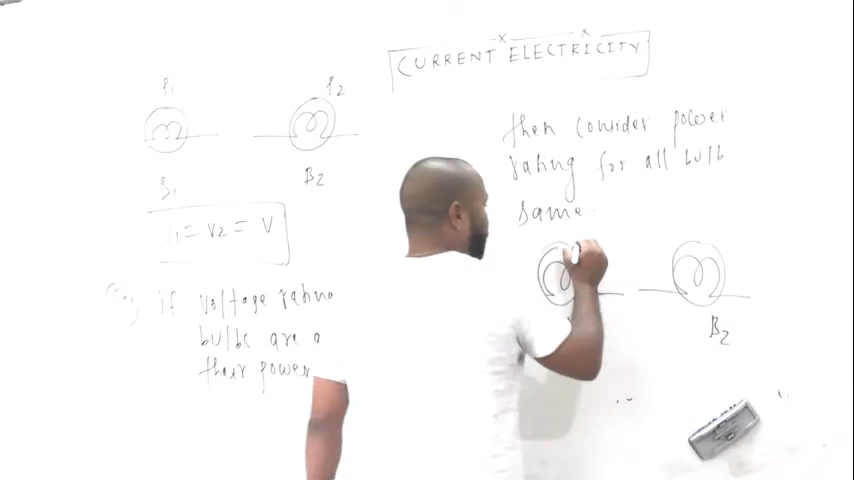 CURRENT ELECTRICITY
P1 P2
B1 B2
V1 = V2 = V
if voltage rating
bulbs are
their power
then consider power
rating for all bulb
same.
B2